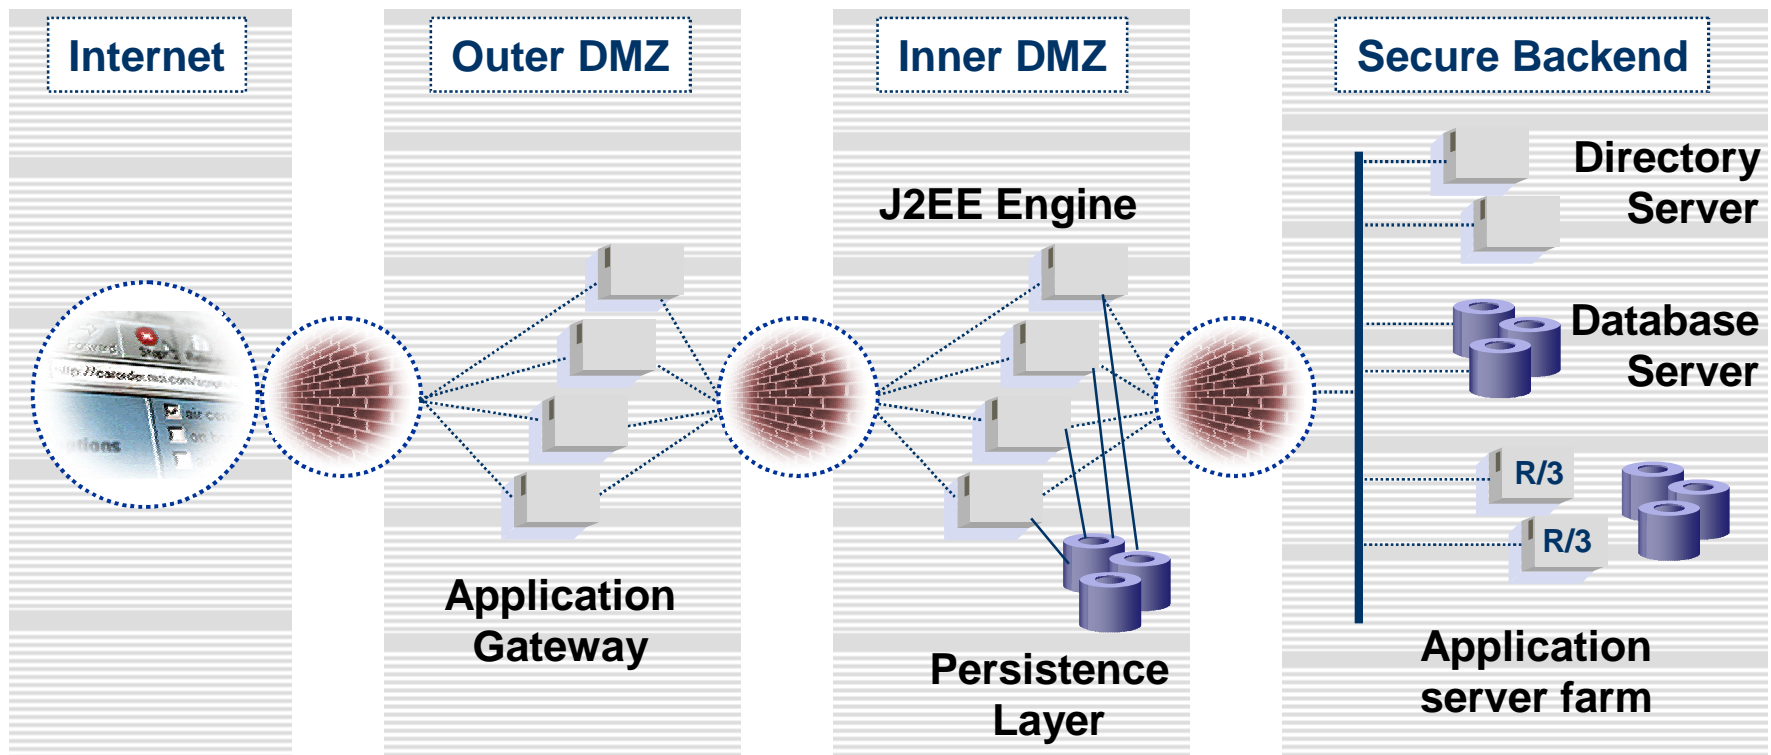 Internet
Outer DMZ
Inner DMZ
Secure Backend
Directory
Server
J2EE Engine
Database
Server
R/3
R/3
Application
Gateway
Persistence
Layer
Application
server farm